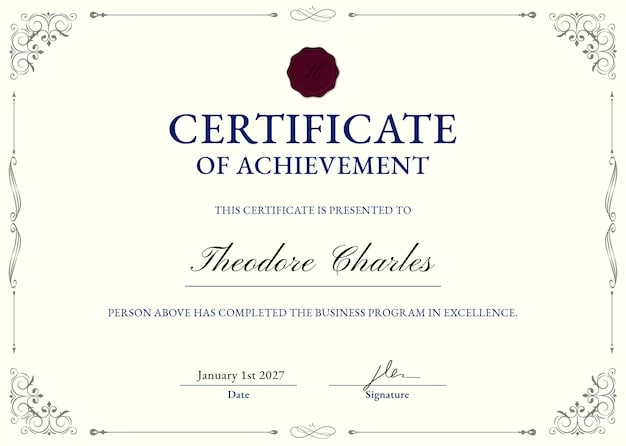 CERTIFICATE
OF ACHIEVEMENT
THIS CERTIFICATE IS PRESENTED TO
Theodore Charles
PERSON ABOVE HAS COMPLETED THE BUSINESS PROGRAM IN EXCELLENCE.
January 1st 2027
Date
Signature